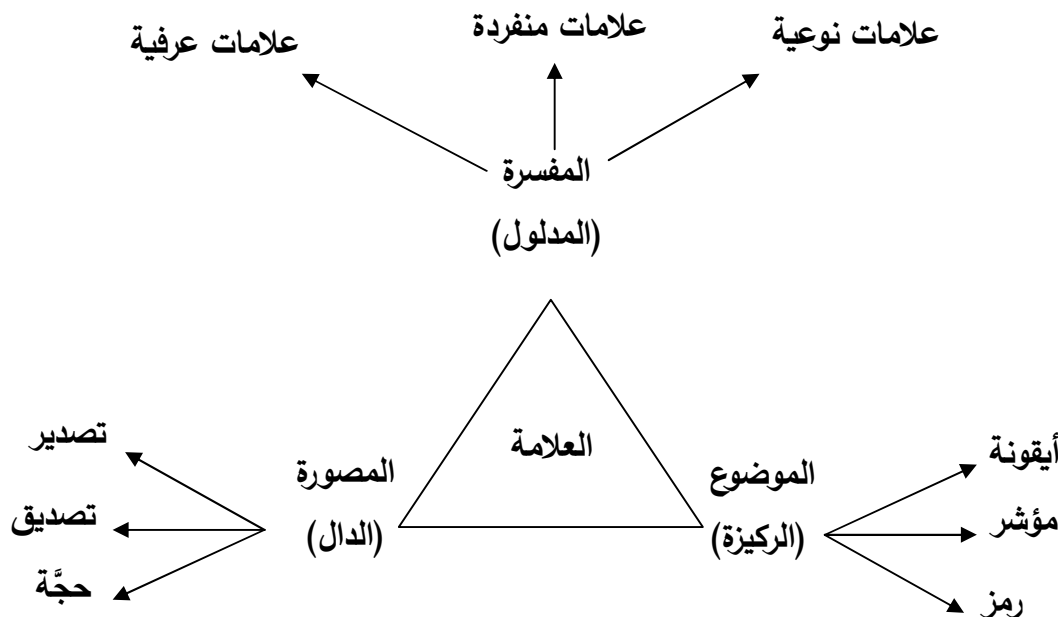 علامات نوعية
علامات منفردة
علامات عرفية
المفسرة
(المدلول)
العلامة
الموضوع
(الركيزة)
أيقونة
مؤشر
رمز
المصورة
(الدال)
تصدير
تصديق
حجَّة